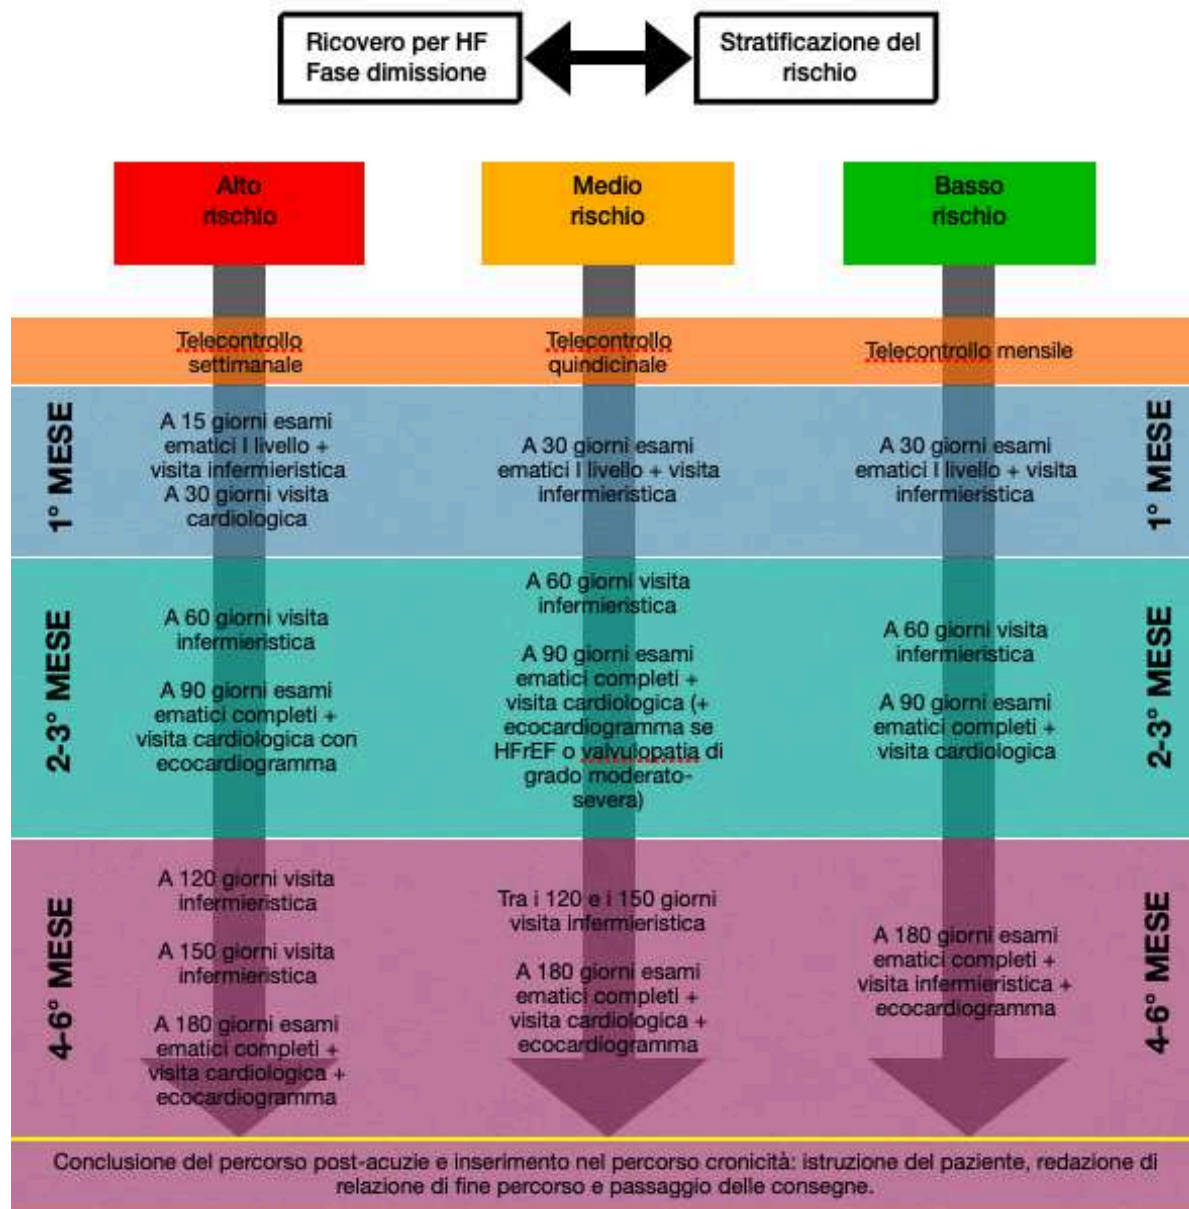 Ricovero per HF
Fase dimissione
Stratificazione del
rischio
Alto
rischio
Medio
rischio
Basso
rischio
Telecontrollo
settimanale
Telecontrollo
quindicinale
Telecontrollo mensile
1° MESE
A 15 giorni esami
ematici I livello +
visita infermieristica
A 30 giorni visita
cardiologica
A 30 giorni esami
ematici I livello + visita
infermieristica
A 30 giorni esami
ematici I livello + visita
infermieristica
1° MESE
2-3° MESE
A 60 giorni visita
infermieristica
A 90 giorni esami
ematici completi +
visita cardiologica con
ecocardiogramma
A 60 giorni visita
infermieristica
A 90 giorni esami
ematici completi +
visita cardiologica (+
ecocardiogramma se
HFrEF o valvulopatia di
grado moderato-
severa)
A 60 giorni visita
infermieristica
A 90 giorni esami
ematici completi +
visita cardiologica
2-3° MESE
4-6° MESE
A 120 giorni visita
infermieristica
A 150 giorni visita
infermieristica
A 180 giorni esami
ematici completi +
visita cardiologica +
ecocardiogramma
Tra i 120 e i 150 giorni
visita infermieristica
A 180 giorni esami
ematici completi +
visita cardiologica +
ecocardiogramma
A 180 giorni esami
ematici completi +
visita infermieristica +
ecocardiogramma
4-6° MESE
Conclusione del percorso post-acuzie e inserimento nel percorso cronicità: istruzione del paziente, redazione di
relazione di fine percorso e passaggio delle consegne.